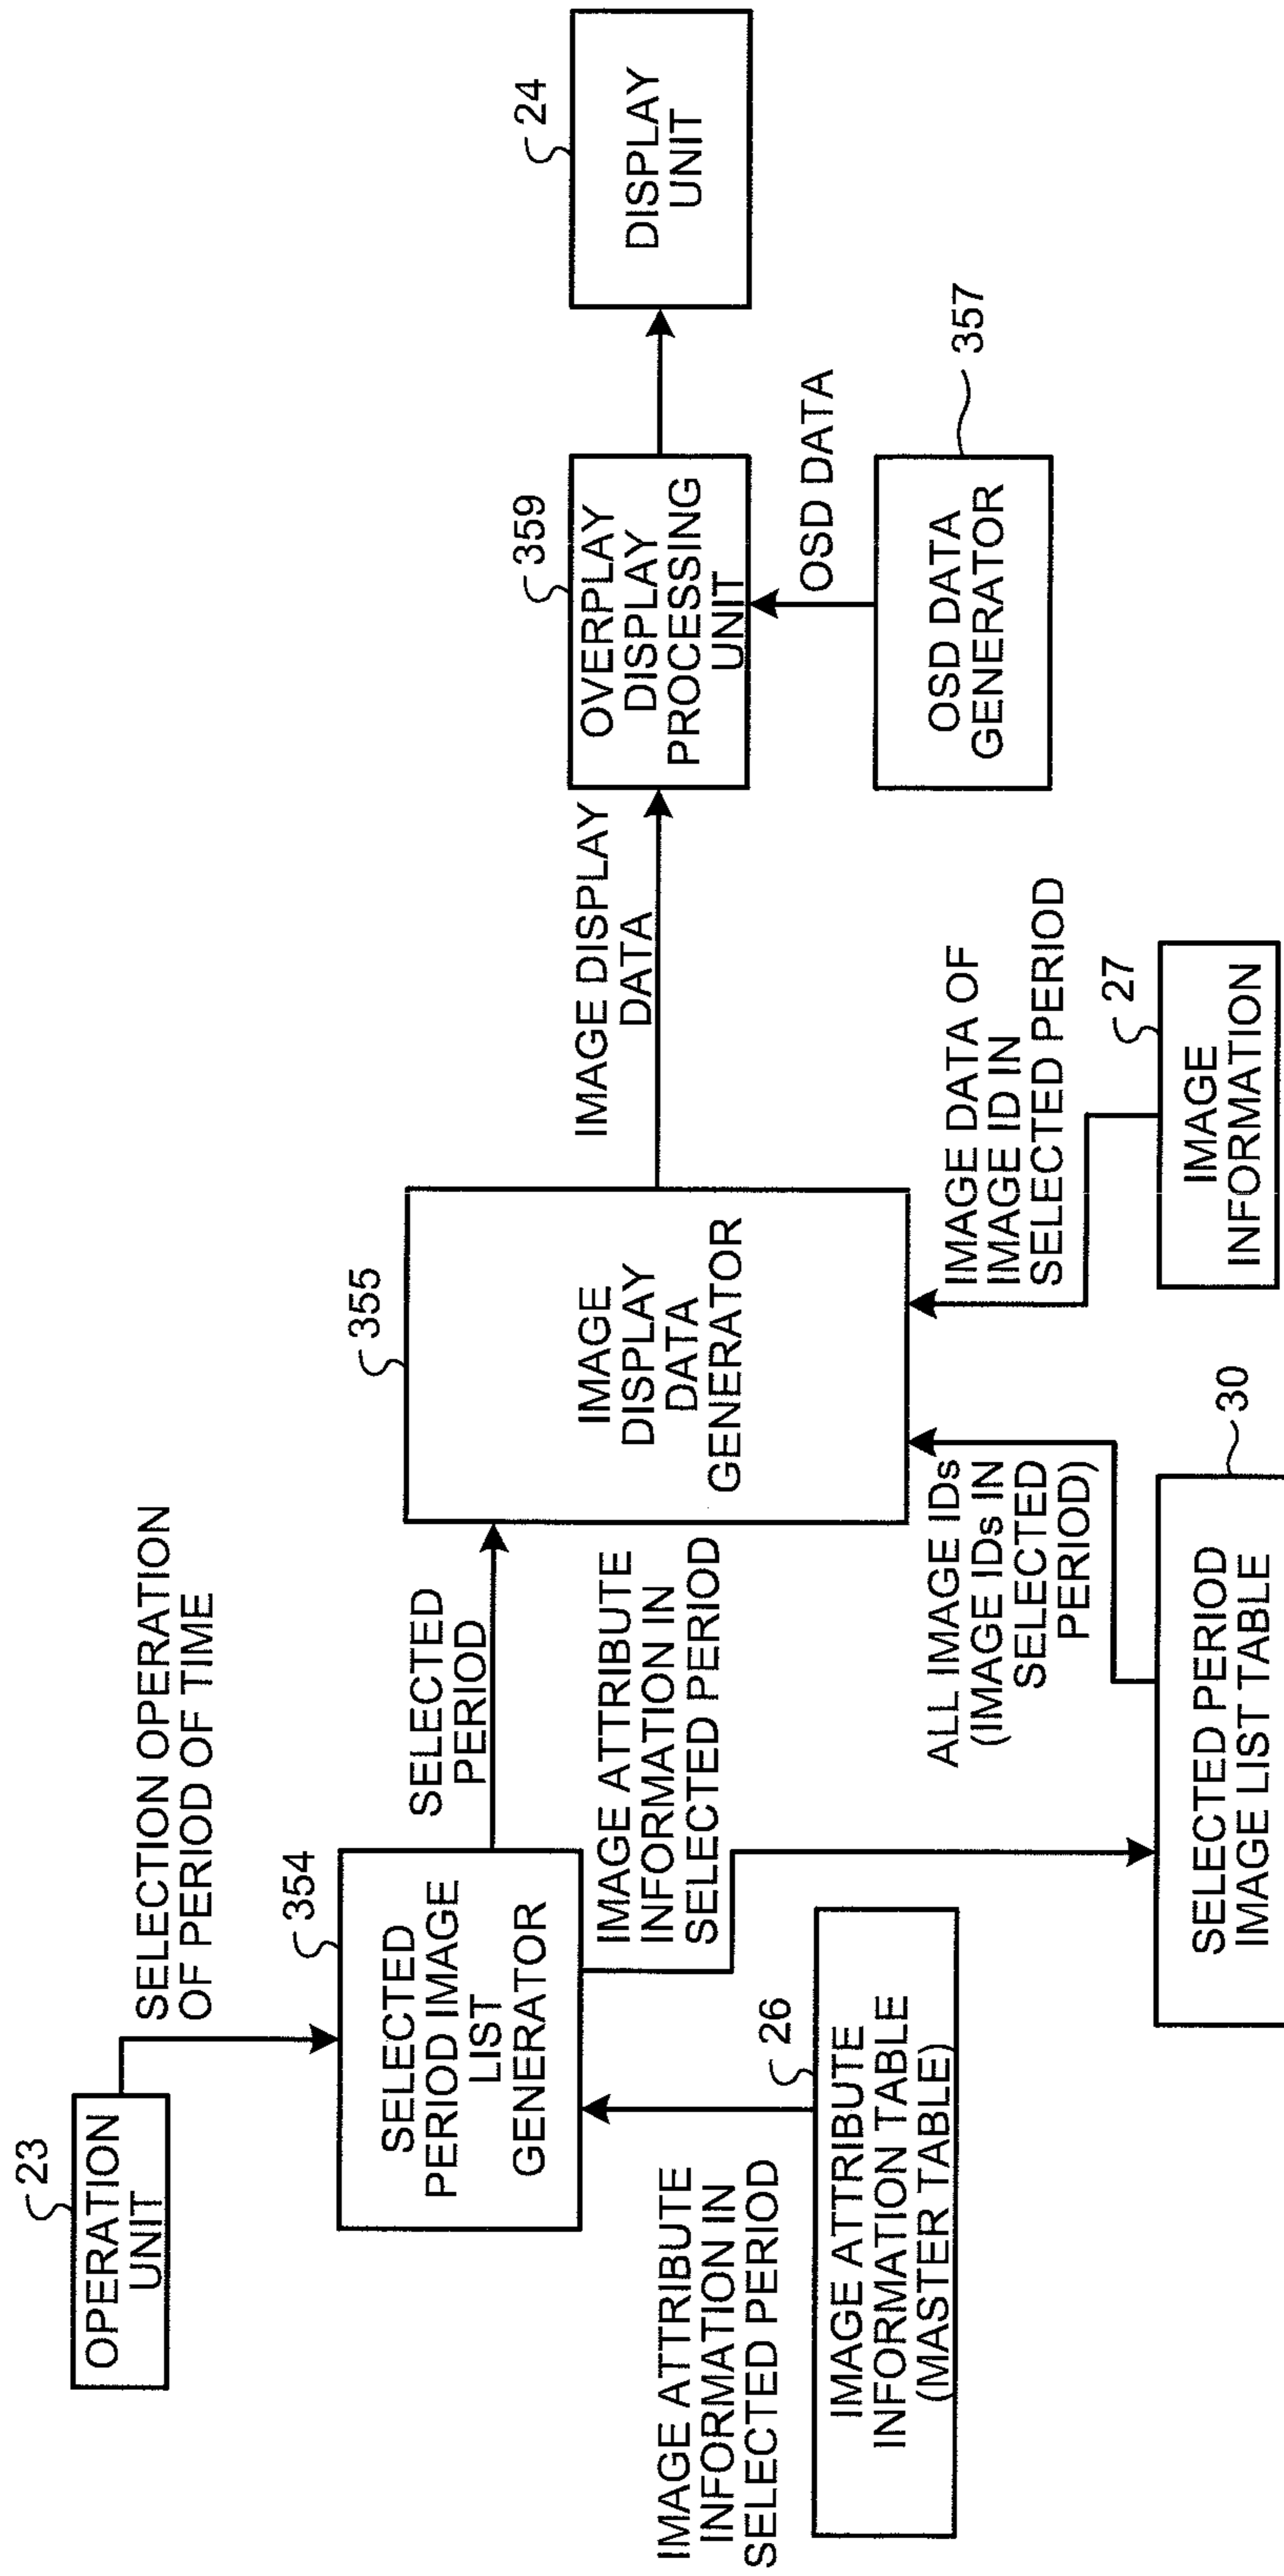 23
OPERATION
UNIT
SELECTION OPERATION
OF PERIOD OF TIME
354
SELECTED
PERIOD IMAGE
LIST
GENERATOR
SELECTED
PERIOD
IMAGE ATTRIBUTE
INFORMATION IN
SELECTED PERIOD
IMAGE ATTRIBUTE
INFORMATION IN
SELECTED PERIOD
26
IMAGE ATTRIBUTE
INFORMATION TABLE
(MASTER TABLE)
355
IMAGE
DISPLAY
DATA
GENERATOR
ALL IMAGE IDs
(IMAGE IDs IN
SELECTED
PERIOD)
30
SELECTED PERIOD
IMAGE LIST TABLE
IMAGE DATA OF
IMAGE ID IN
SELECTED PERIOD
27
IMAGE
INFORMATION
IMAGE DISPLAY
DATA
359
OVERPLAY
DISPLAY
PROCESSING
UNIT
OSD DATA
357
OSD DATA
GENERATOR
24
DISPLAY
UNIT